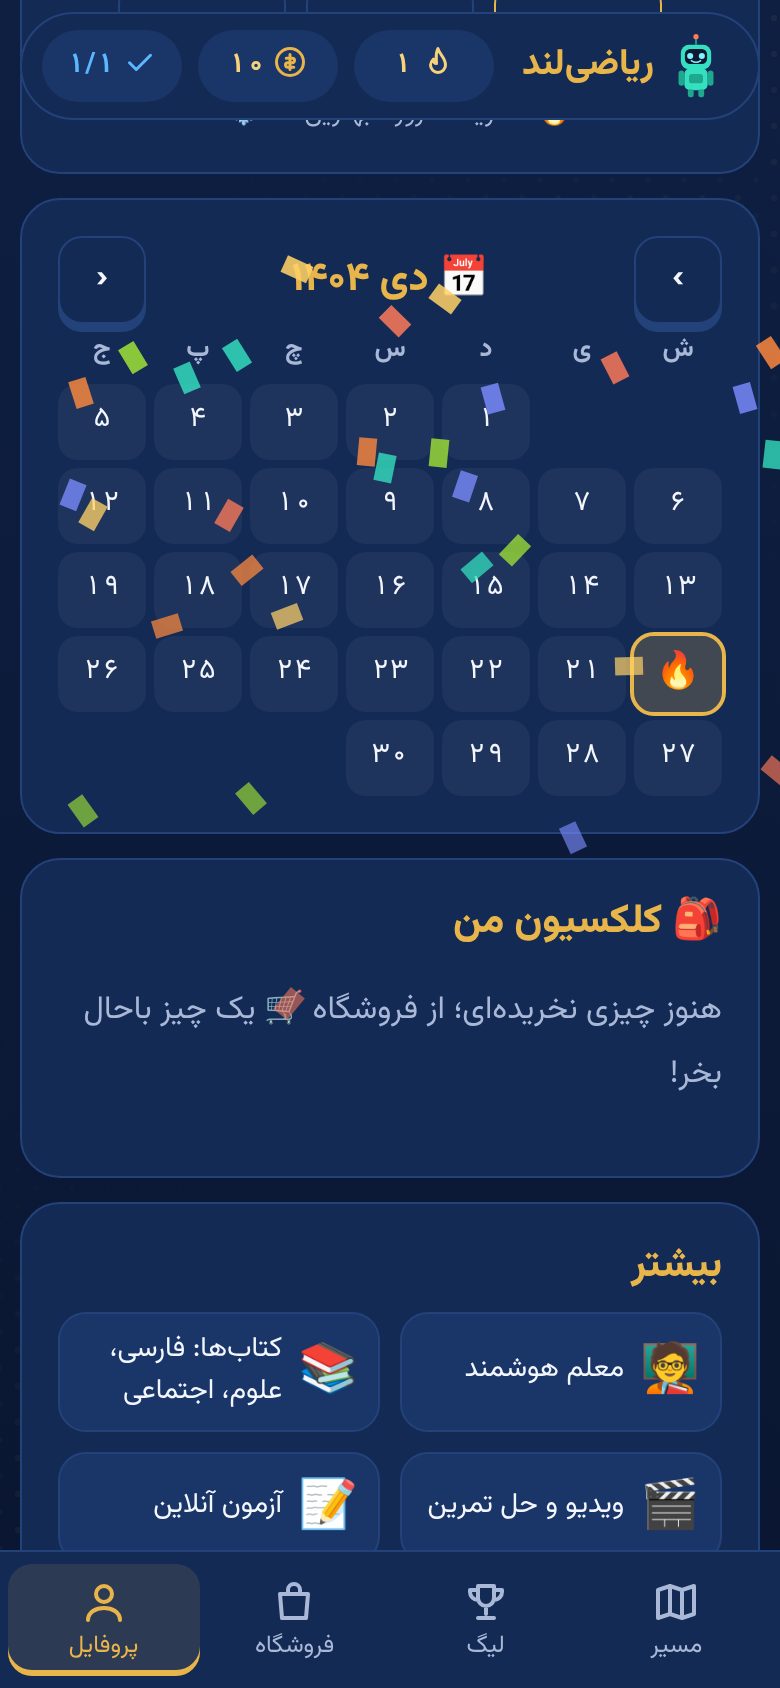 ریاضی‌لند
۱
۱۰
۱/۱
دی ۱۴۰۴
ش ی د س چ پ ج
۱ ۲ ۳ ۴ ۵
۶ ۷ ۸ ۹ ۱۰ ۱۱ ۱۲
۱۳ ۱۴ ۱۵ ۱۶ ۱۷ ۱۸ ۱۹
۲۱ ۲۲ ۲۳ ۲۴ ۲۵ ۲۶
۲۷ ۲۸ ۲۹ ۳۰
کلکسیون من
هنوز چیزی نخریده‌ای؛ از فروشگاه یک چیز باحال
بخر!
بیشتر
معلم هوشمند
کتاب‌ها: فارسی،
علوم، اجتماعی
ویدیو و حل تمرین
آزمون آنلاین
مسیر
لیگ
فروشگاه
پروفایل